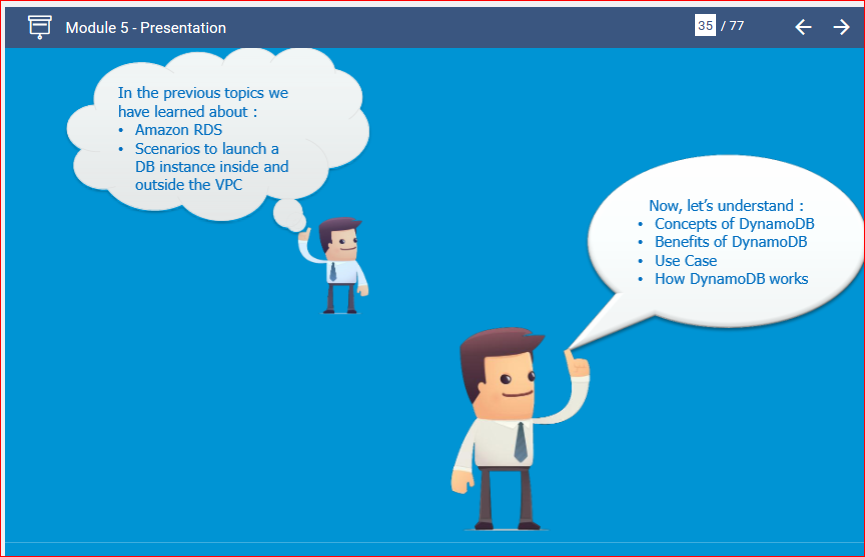 Module 5 - Presentation
35 / 77
In the previous topics we
have learned about :
• Amazon RDS
• Scenarios to launch a
DB instance inside and
outside the VPC
Now, let’s understand :
• Concepts of DynamoDB
• Benefits of DynamoDB
• Use Case
• How DynamoDB works